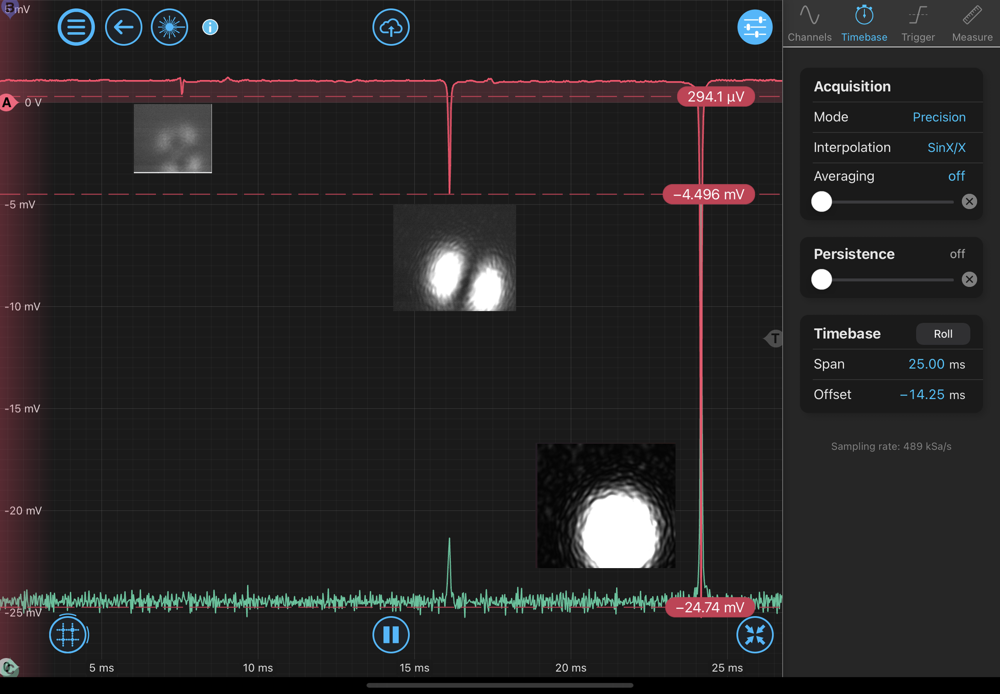 B
5 mV
Channels
Timebase
Trigger
Measure
A
0 V
-5 mV
-10 mV
-15 mV
-20 mV
-25 mV
294.1 µV
−4.496 mV
−24.74 mV
T
C
5 ms
10 ms
15 ms
20 ms
25 ms
Acquisition
Mode Precision
Interpolation SinX/X
Averaging off
Persistence off
Timebase Roll
Span 25.00 ms
Offset −14.25 ms
Sampling rate: 489 kSa/s